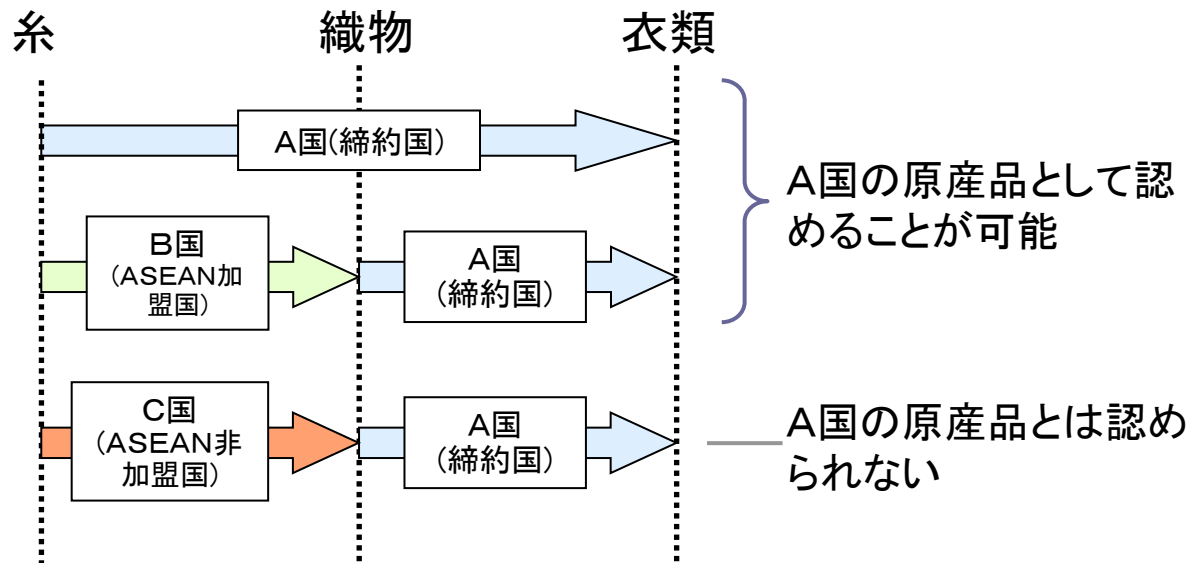 糸
織物
衣類
A国(締約国)
A国の原産品として認
めることが可能
B国
(ASEAN加
盟国)
A国
(締約国)
C国
(ASEAN非
加盟国)
A国
(締約国)
A国の原産品とは認め
られない